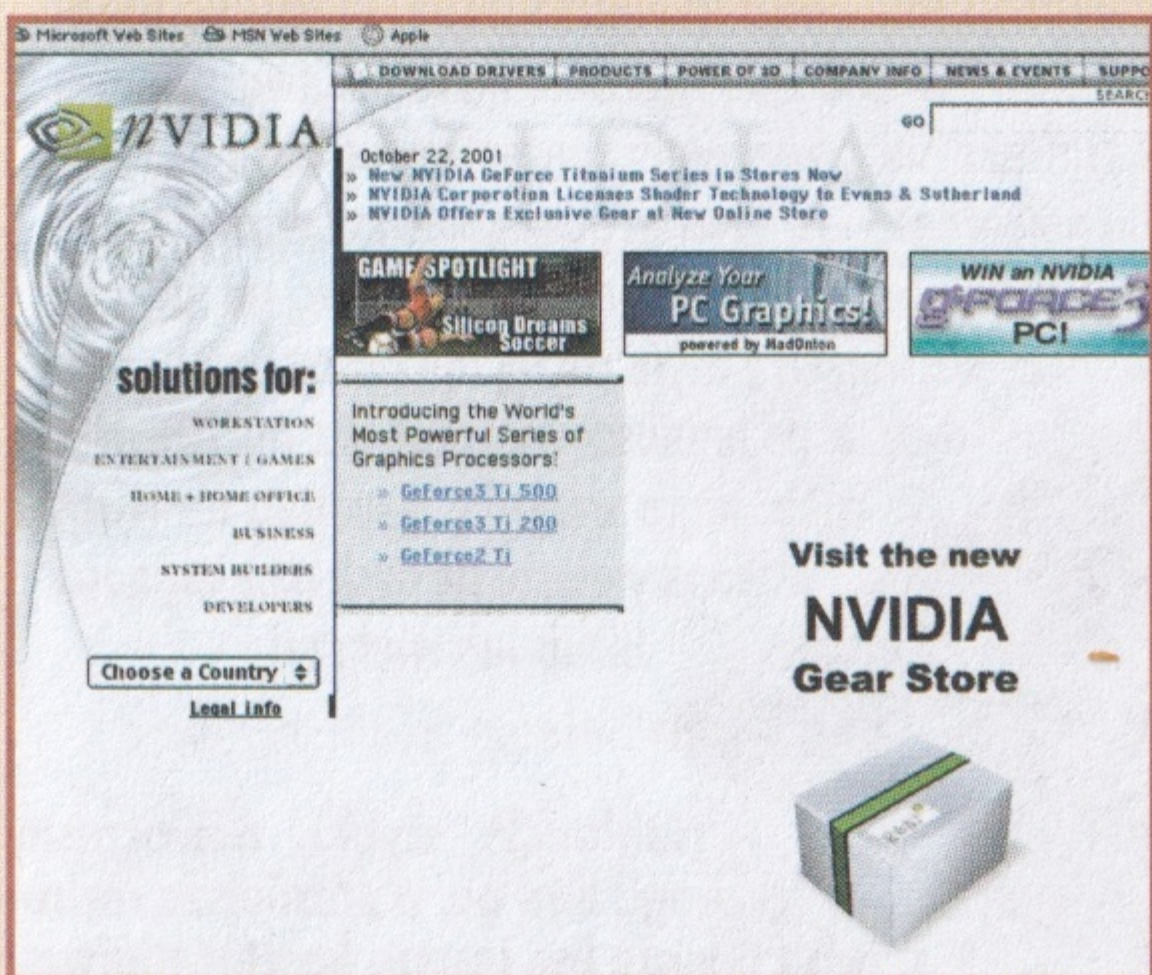 Microsoft Web Sites MSN Web Sites Apple
DOWNLOAD DRIVERS PRODUCTS POWER OF 3D COMPANY INFO NEWS & EVENTS SUPPO
SEARCH
GO
nVIDIA
October 22, 2001
» New NVIDIA GeForce Titanium Series In Stores Now
» NVIDIA Corporation Licenses Shader Technology to Evans & Sutherland
» NVIDIA Offers Exclusive Gear at New Online Store
GAME SPOTLIGHT
Silicon Dreams
Soccer
Analyze Your
PC Graphics!
powered by MadOnion
WIN an NVIDIA
GeFORCE3
PC!
solutions for:
WORKSTATION
ENTERTAINMENT / GAMES
HOME + HOME OFFICE
BUSINESS
SYSTEM BUILDERS
DEVELOPERS
Choose a Country
Legal info
Introducing the World's
Most Powerful Series of
Graphics Processors!
» GeForce3 Ti 500
» GeForce3 Ti 200
» GeForce2 Ti
Visit the new
NVIDIA
Gear Store